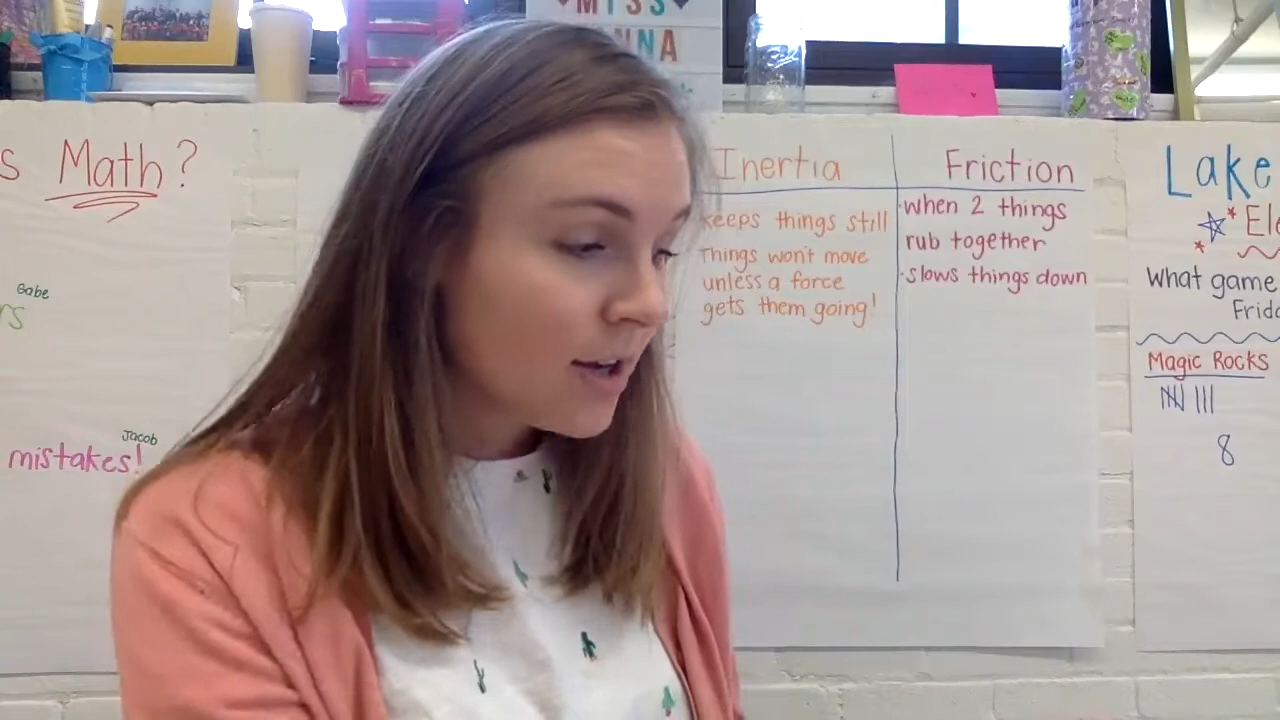 MISS
NNA
s Math?
Gabe
rs
Jacob
mistakes!
Inertia
keeps things still
Things won't move
unless a force
gets them going!
Friction
·when 2 things
rub together
·slows things down
Lake
Ele
What game
Frida
Magic Rocks
8